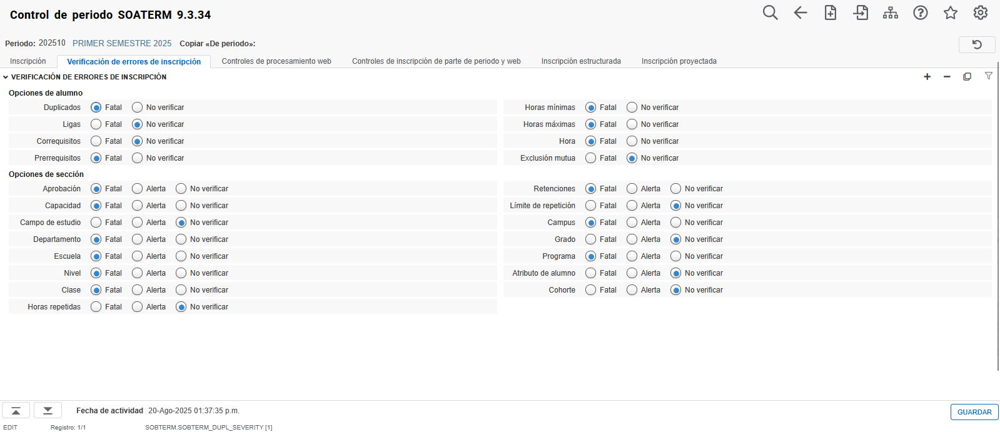 Control de periodo SOATERM 9.3.34
Periodo: 202510 PRIMER SEMESTRE 2025 Copiar «De periodo»:
Inscripción Verificación de errores de inscripción Controles de procesamiento web Controles de inscripción de parte de periodo y web Inscripción estructurada Inscripción proyectada
VERIFICACIÓN DE ERRORES DE INSCRIPCIÓN
Opciones de alumno
Duplicados Fatal No verificar Horas mínimas Fatal No verificar
Ligas Fatal No verificar Horas máximas Fatal No verificar
Correquisitos Fatal No verificar Hora Fatal No verificar
Prerrequisitos Fatal No verificar Exclusión mutua Fatal No verificar
Opciones de sección
Aprobación Fatal Alerta No verificar Retenciones Fatal Alerta No verificar
Capacidad Fatal Alerta No verificar Límite de repetición Fatal Alerta No verificar
Campo de estudio Fatal Alerta No verificar Campus Fatal Alerta No verificar
Departamento Fatal Alerta No verificar Grado Fatal Alerta No verificar
Escuela Fatal Alerta No verificar Programa Fatal Alerta No verificar
Nivel Fatal Alerta No verificar Atributo de alumno Fatal Alerta No verificar
Clase Fatal Alerta No verificar Cohorte Fatal Alerta No verificar
Horas repetidas Fatal Alerta No verificar
Fecha de actividad 20-Ago-2025 01:37:35 p.m. GUARDAR
EDIT Registro: 1/1 SOBTERM.SOBTERM_DUPL_SEVERITY [1]